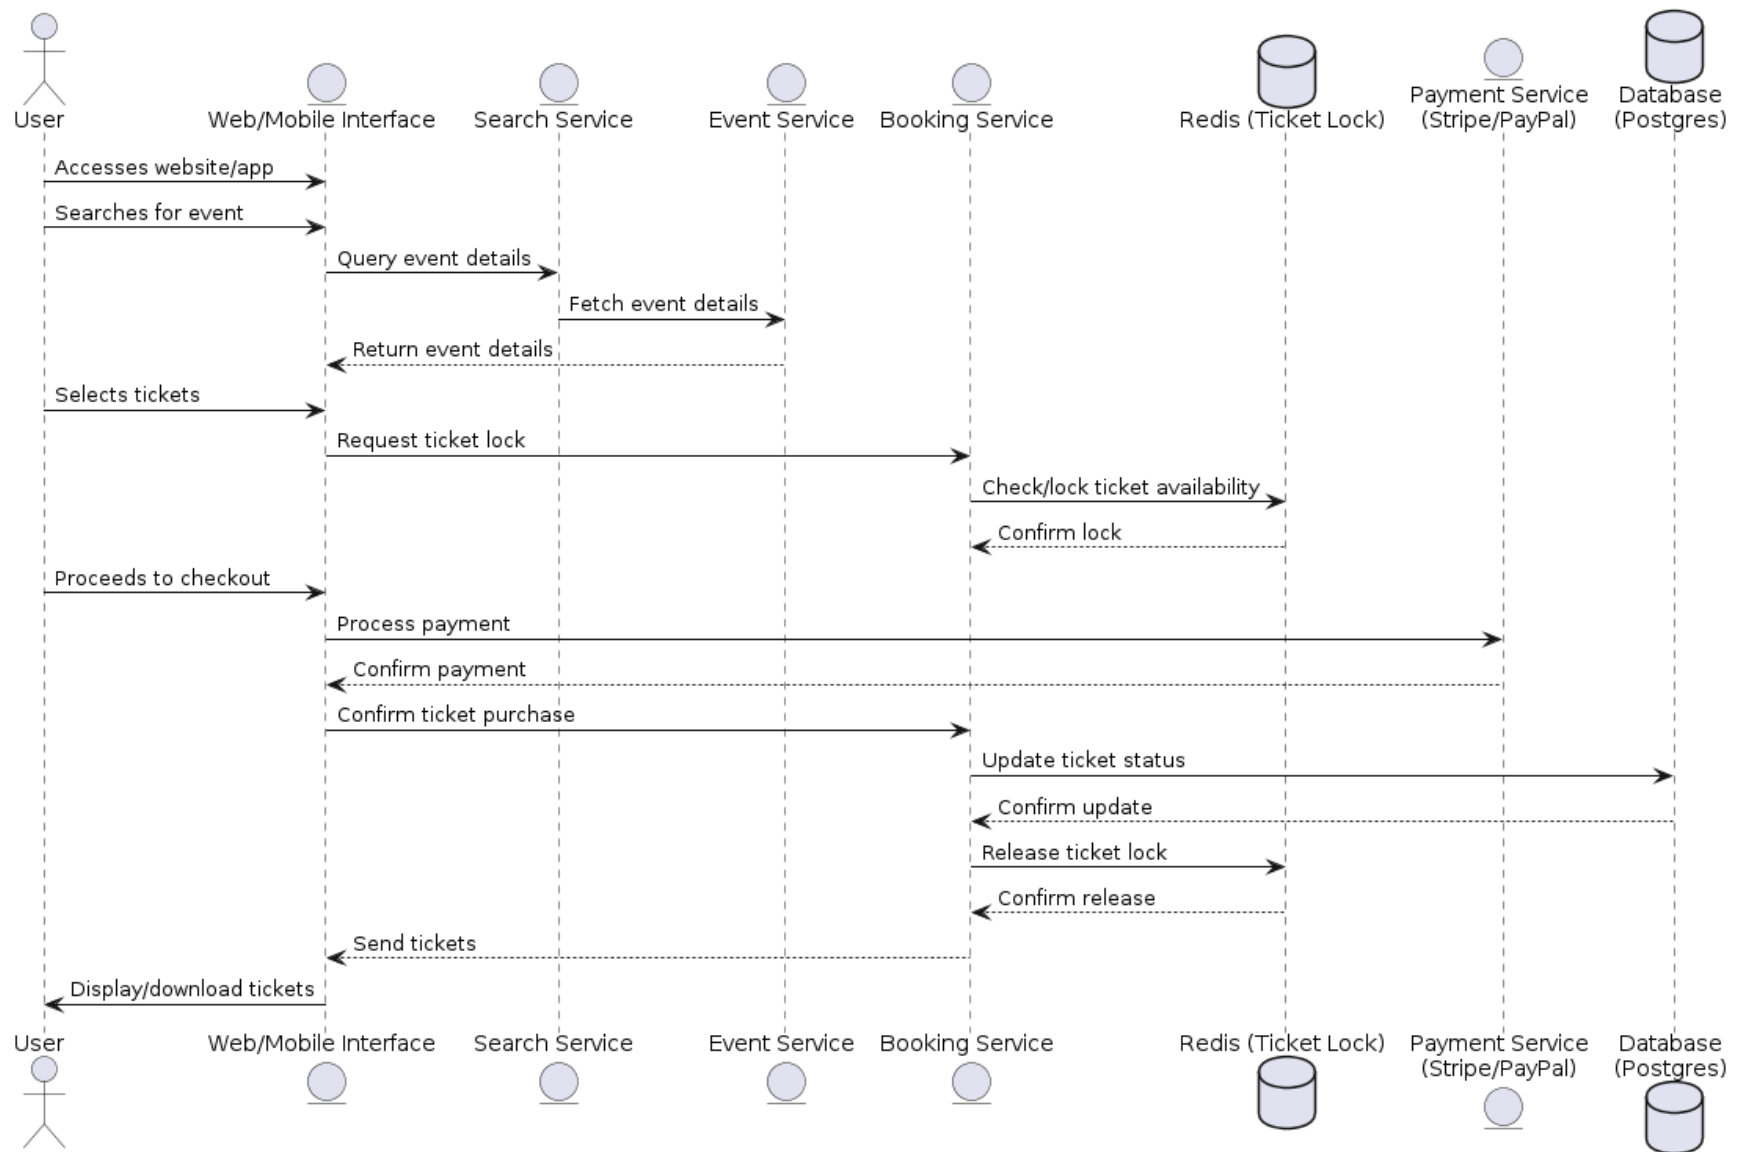 User
Web/Mobile Interface
Search Service
Event Service
Booking Service
Redis (Ticket Lock)
Payment Service
(Stripe/PayPal)
Database
(Postgres)
Accesses website/app
Searches for event
Query event details
Fetch event details
Return event details
Selects tickets
Request ticket lock
Check/lock ticket availability
Confirm lock
Proceeds to checkout
Process payment
Confirm payment
Confirm ticket purchase
Update ticket status
Confirm update
Release ticket lock
Confirm release
Send tickets
Display/download tickets
User
Web/Mobile Interface
Search Service
Event Service
Booking Service
Redis (Ticket Lock)
Payment Service
(Stripe/PayPal)
Database
(Postgres)